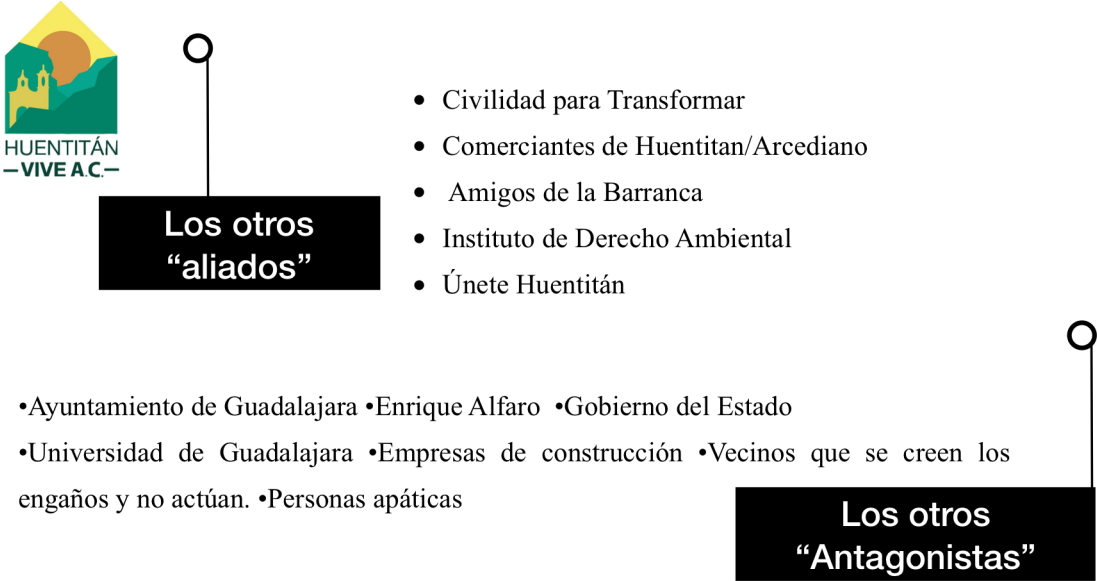 HUENTITÁN
—VIVE A.C.—
Los otros
“aliados”
• Civilidad para Transformar
• Comerciantes de Huentitan/Arcediano
• Amigos de la Barranca
• Instituto de Derecho Ambiental
• Únete Huentitán
•Ayuntamiento de Guadalajara •Enrique Alfaro •Gobierno del Estado
•Universidad de Guadalajara •Empresas de construcción •Vecinos que se creen los
engaños y no actúan. •Personas apáticas
Los otros
“Antagonistas”